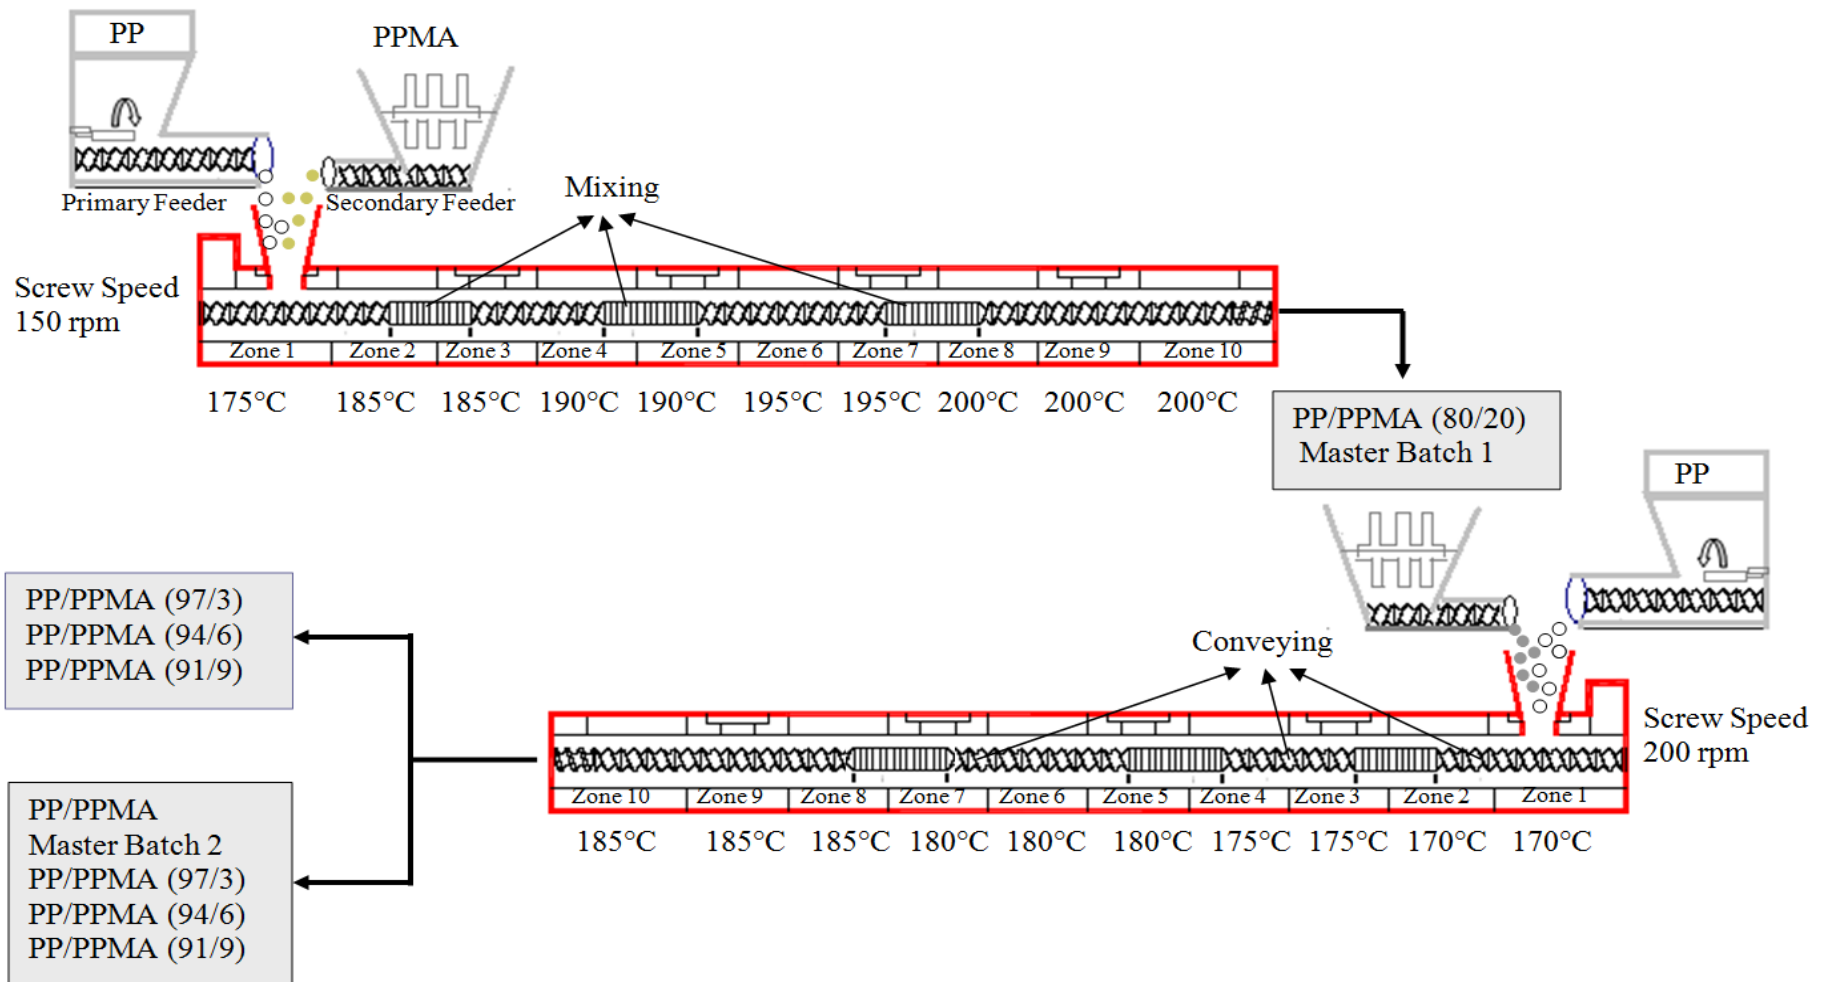 PP
PPMA
Primary Feeder
Secondary Feeder
Mixing
Screw Speed
150 rpm
Zone 1 Zone 2 Zone 3 Zone 4 Zone 5 Zone 6 Zone 7 Zone 8 Zone 9 Zone 10
175°C 185°C 185°C 190°C 190°C 195°C 195°C 200°C 200°C 200°C
PP/PPMA (80/20)
Master Batch 1
PP
Conveying
Screw Speed
200 rpm
Zone 10 Zone 9 Zone 8 Zone 7 Zone 6 Zone 5 Zone 4 Zone 3 Zone 2 Zone 1
185°C 185°C 185°C 180°C 180°C 180°C 175°C 175°C 170°C 170°C
PP/PPMA (97/3)
PP/PPMA (94/6)
PP/PPMA (91/9)
PP/PPMA
Master Batch 2
PP/PPMA (97/3)
PP/PPMA (94/6)
PP/PPMA (91/9)